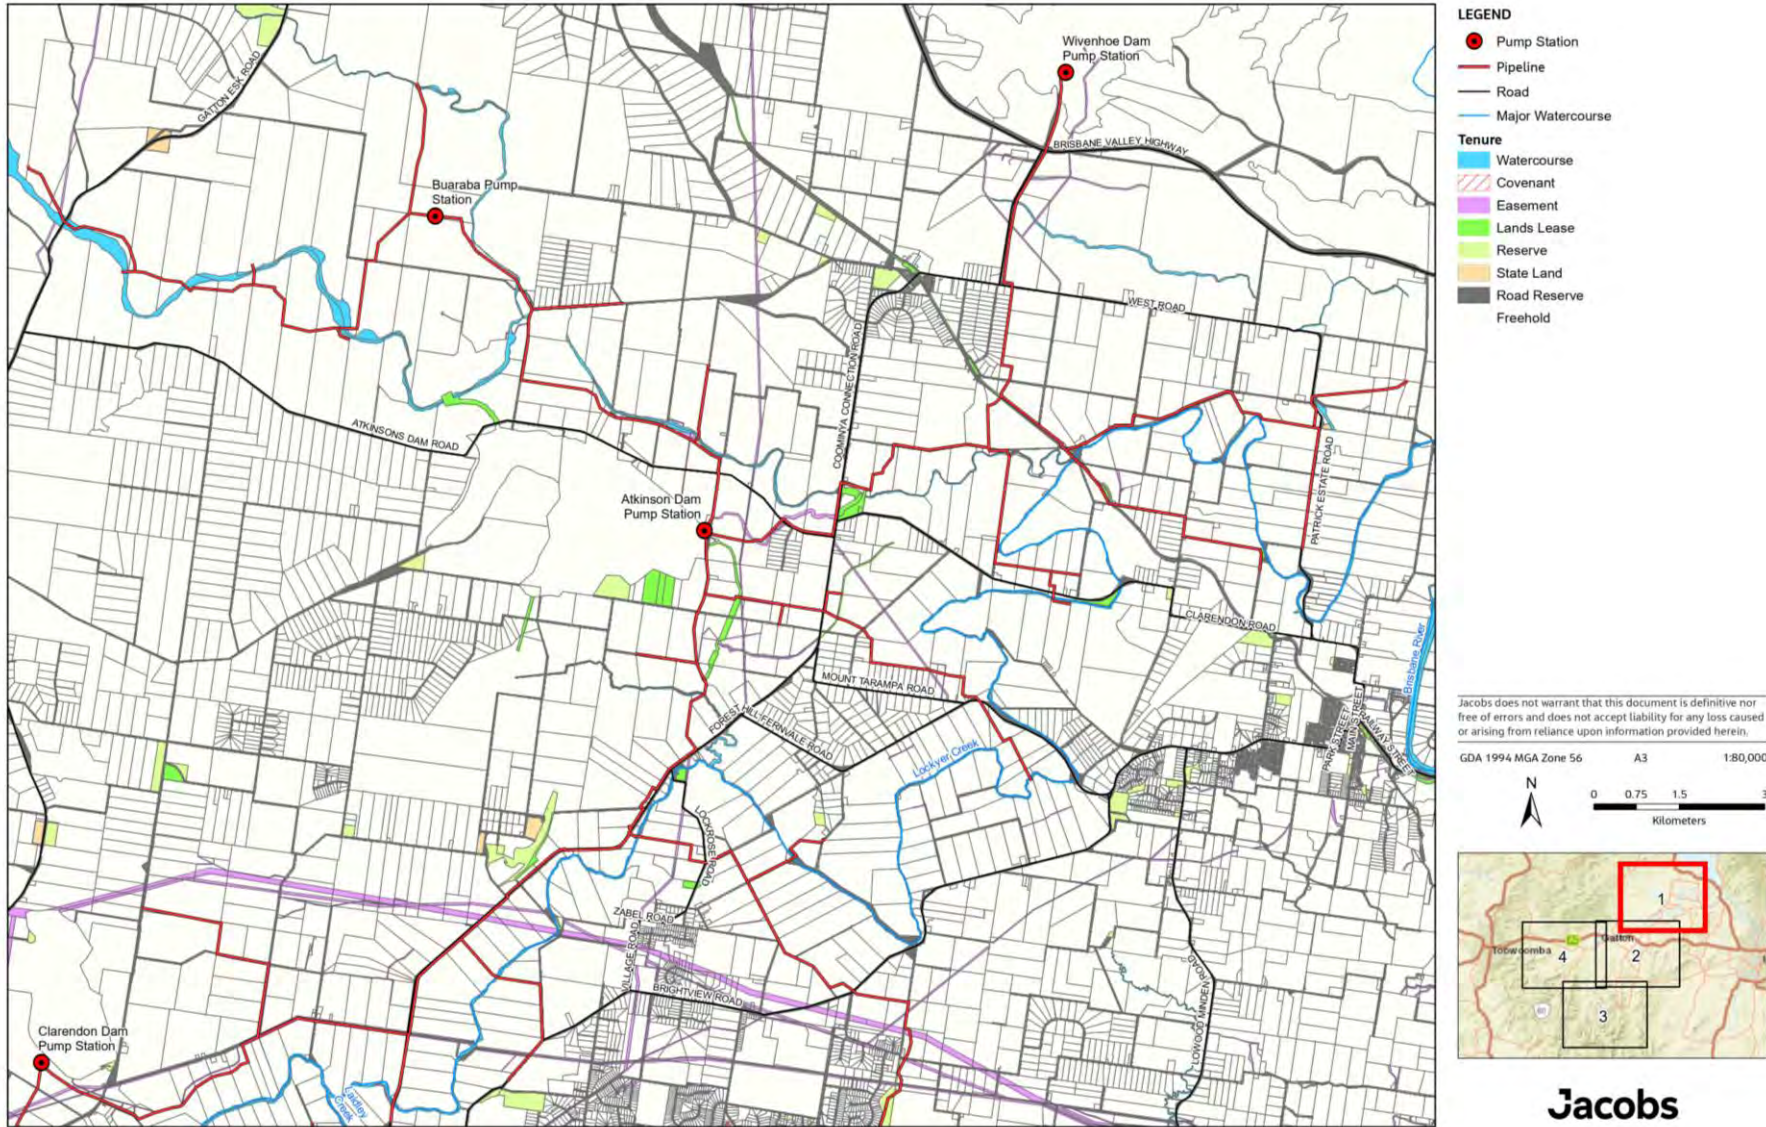 GATTON ESK ROAD
Wivenhoe Dam
Pump Station
BRISBANE VALLEY HIGHWAY
Buaraba Pump
Station
WEST ROAD
COOMINYA CONNECTION ROAD
ATKINSONS DAM ROAD
PATRICK ESTATE ROAD
Atkinson Dam
Pump Station
CLARENDON ROAD
Brisbane River
MOUNT TARAMPA ROAD
FOREST HILL FERNVALE ROAD
Lockyer Creek
PARK STREET
MAIN STREET
RAILWAY STREET
LOCKROSE ROAD
ZABEL ROAD
VILLAGE ROAD
BRIGHTVIEW ROAD
LOWOOD MINDEN ROAD
Clarendon Dam
Pump Station
Laidley
Creek
LEGEND
Pump Station
Pipeline
Road
Major Watercourse
Tenure
Watercourse
Covenant
Easement
Lands Lease
Reserve
State Land
Road Reserve
Freehold
Jacobs does not warrant that this document is definitive nor
free of errors and does not accept liability for any loss caused
or arising from reliance upon information provided herein.
GDA 1994 MGA Zone 56 A3 1:80,000
N
0 0.75 1.5 3
Kilometers
1
Toowoomba
Gatton
4
2
3
Jacobs